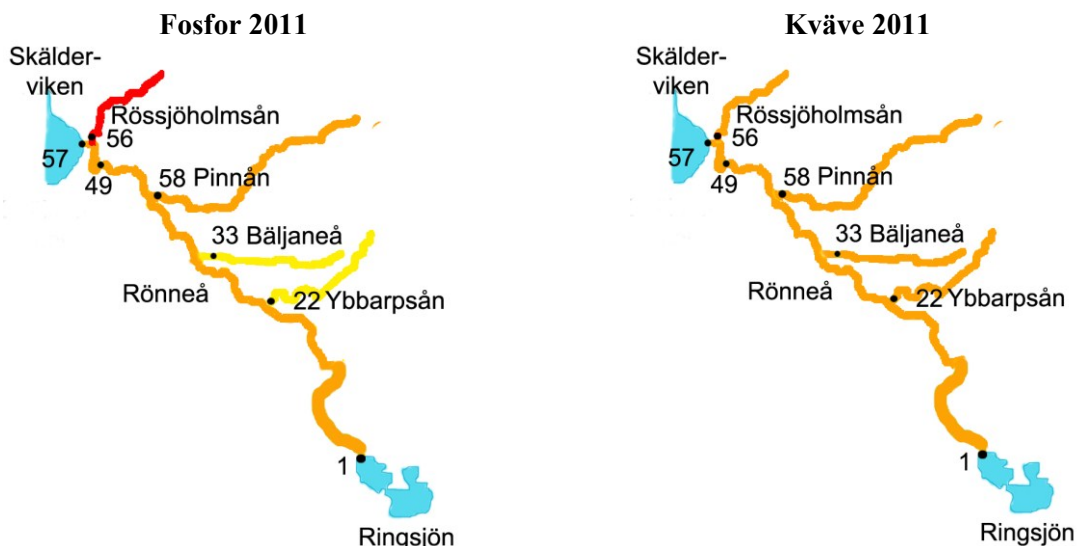 Fosfor 2011
Skälder-
viken
Rössjöholmsån
56
57
49
58 Pinnån
33 Bäljaneå
Rönneå
22 Ybbarpsån
1
Ringsjön
Kväve 2011
Skälder-
viken
Rössjöholmsån
56
57
49
58 Pinnån
33 Bäljaneå
Rönneå
22 Ybbarpsån
1
Ringsjön